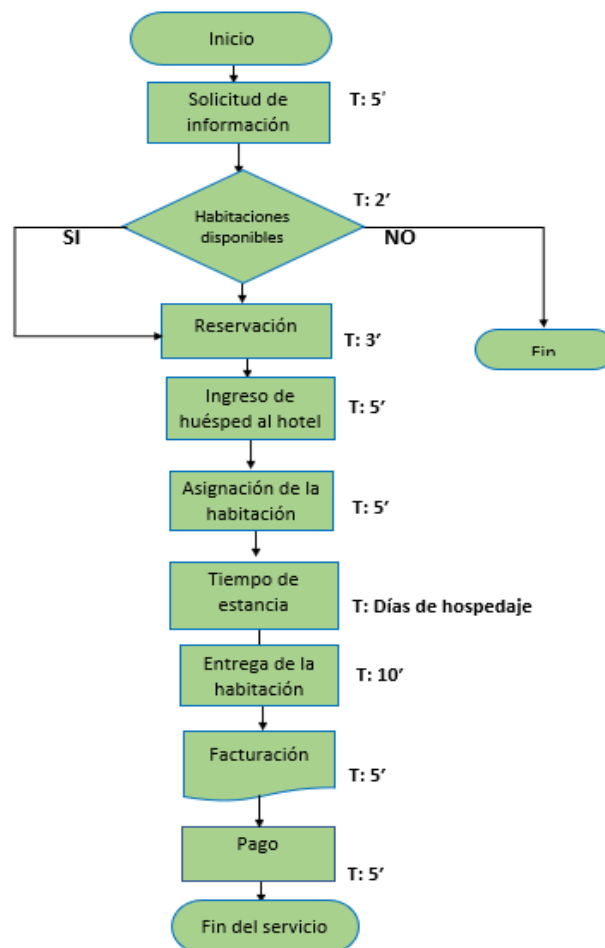 Inicio
Solicitud de
información
T: 5'
Habitaciones
disponibles
T: 2'
SI
NO
Reservación
T: 3'
Fin
Ingreso de
huésped al hotel
T: 5'
Asignación de la
habitación
T: 5'
Tiempo de
estancia
T: Días de hospedaje
Entrega de la
habitación
T: 10'
Facturación
T: 5'
Pago
T: 5'
Fin del servicio